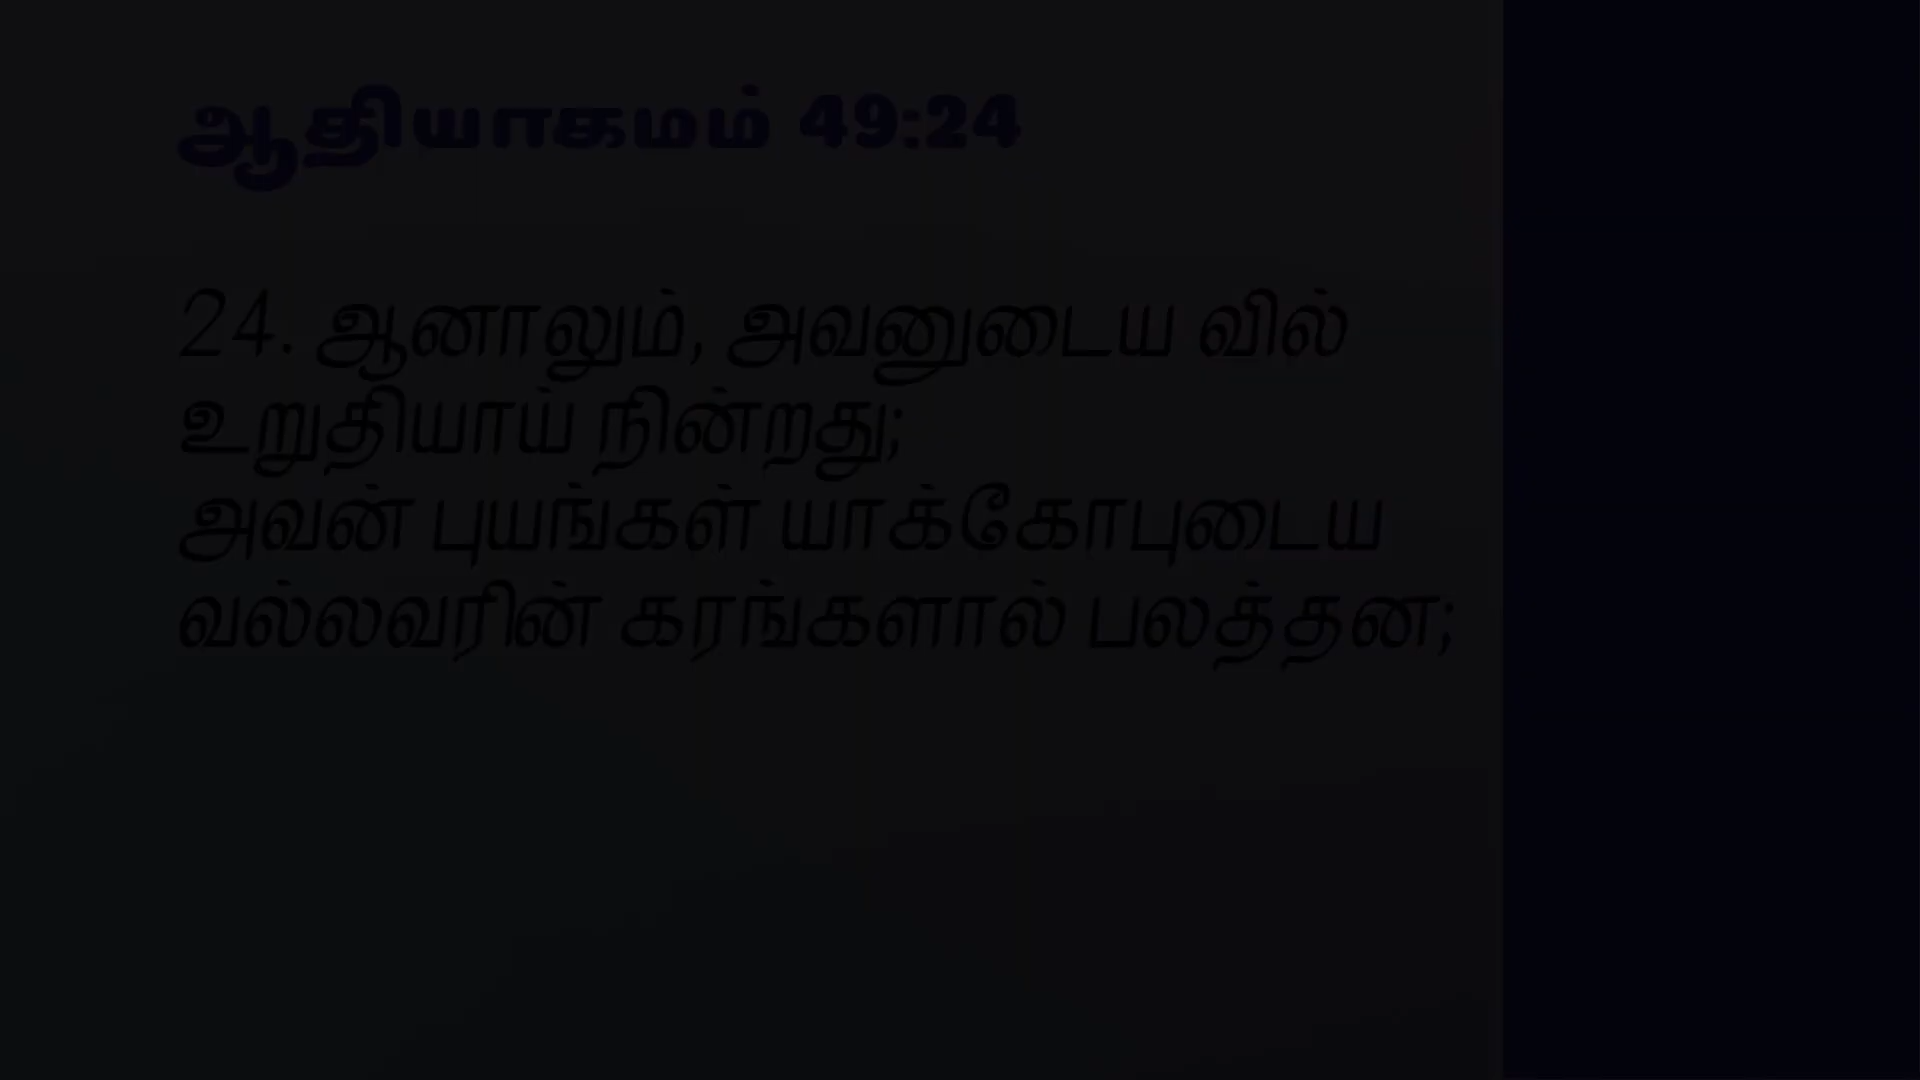 ஆதியாகமம் 49:24
24. ஆனாலும், அவனுடைய வில்
உறுதியாய் நின்றது;
அவன் புயங்கள் யாக்கோபுடைய
வல்லவரின் கரங்களால் பலத்தன;